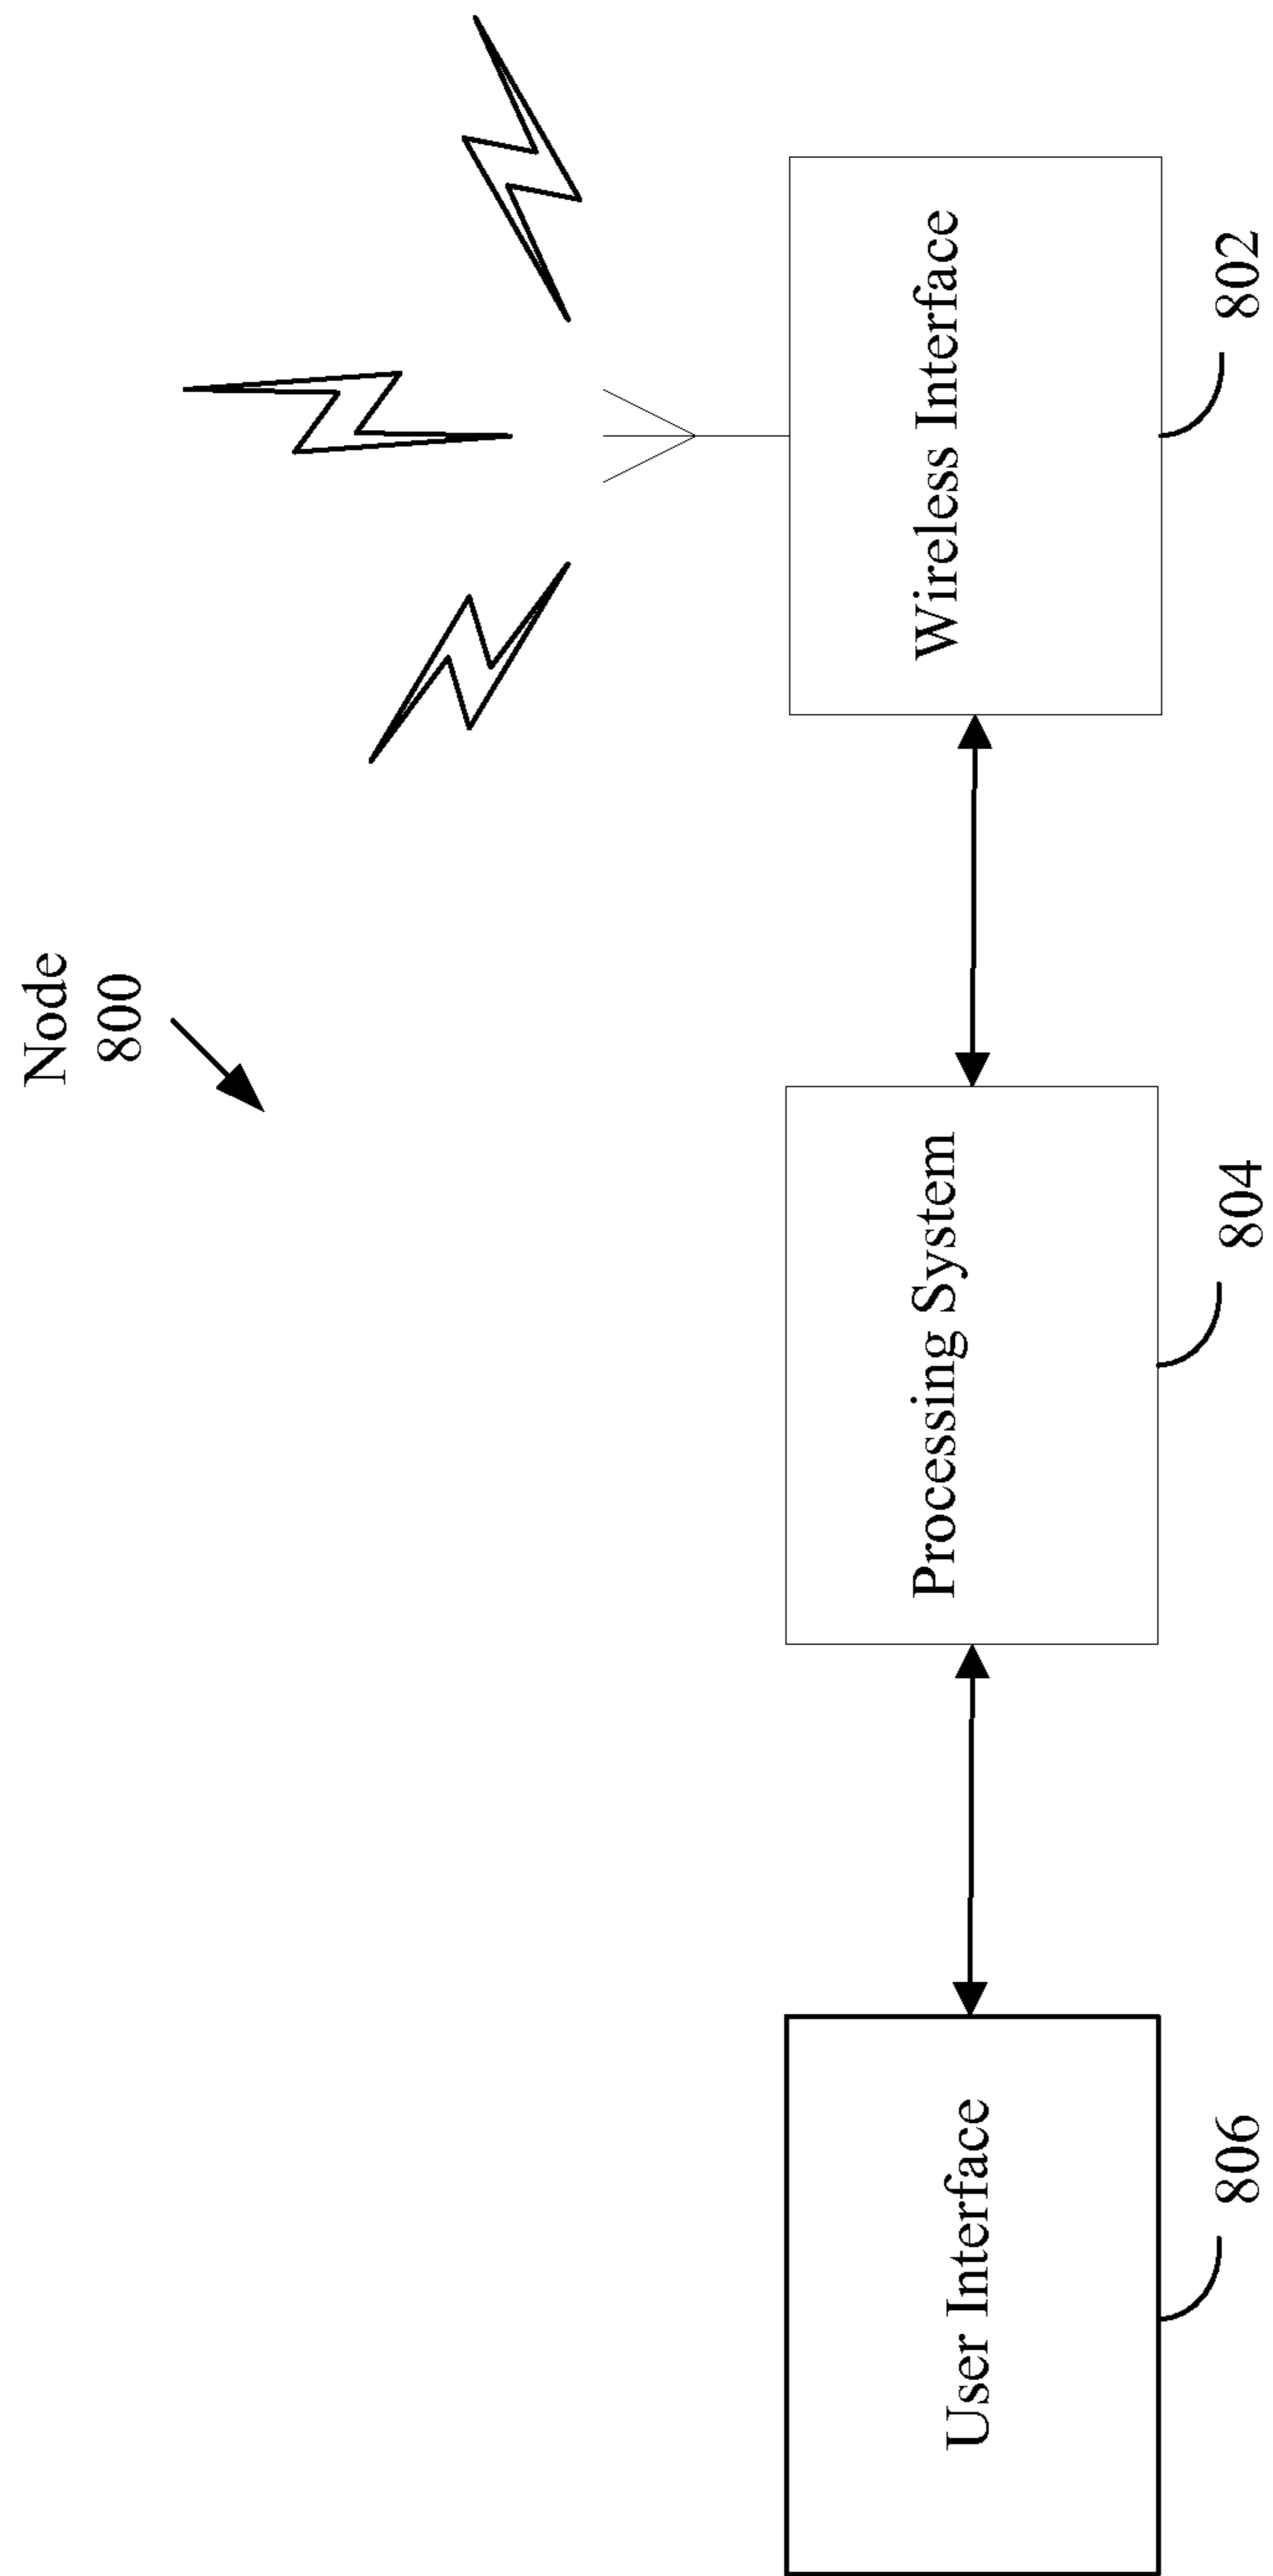 Node
800
User Interface
806
Processing System
804
Wireless Interface
802